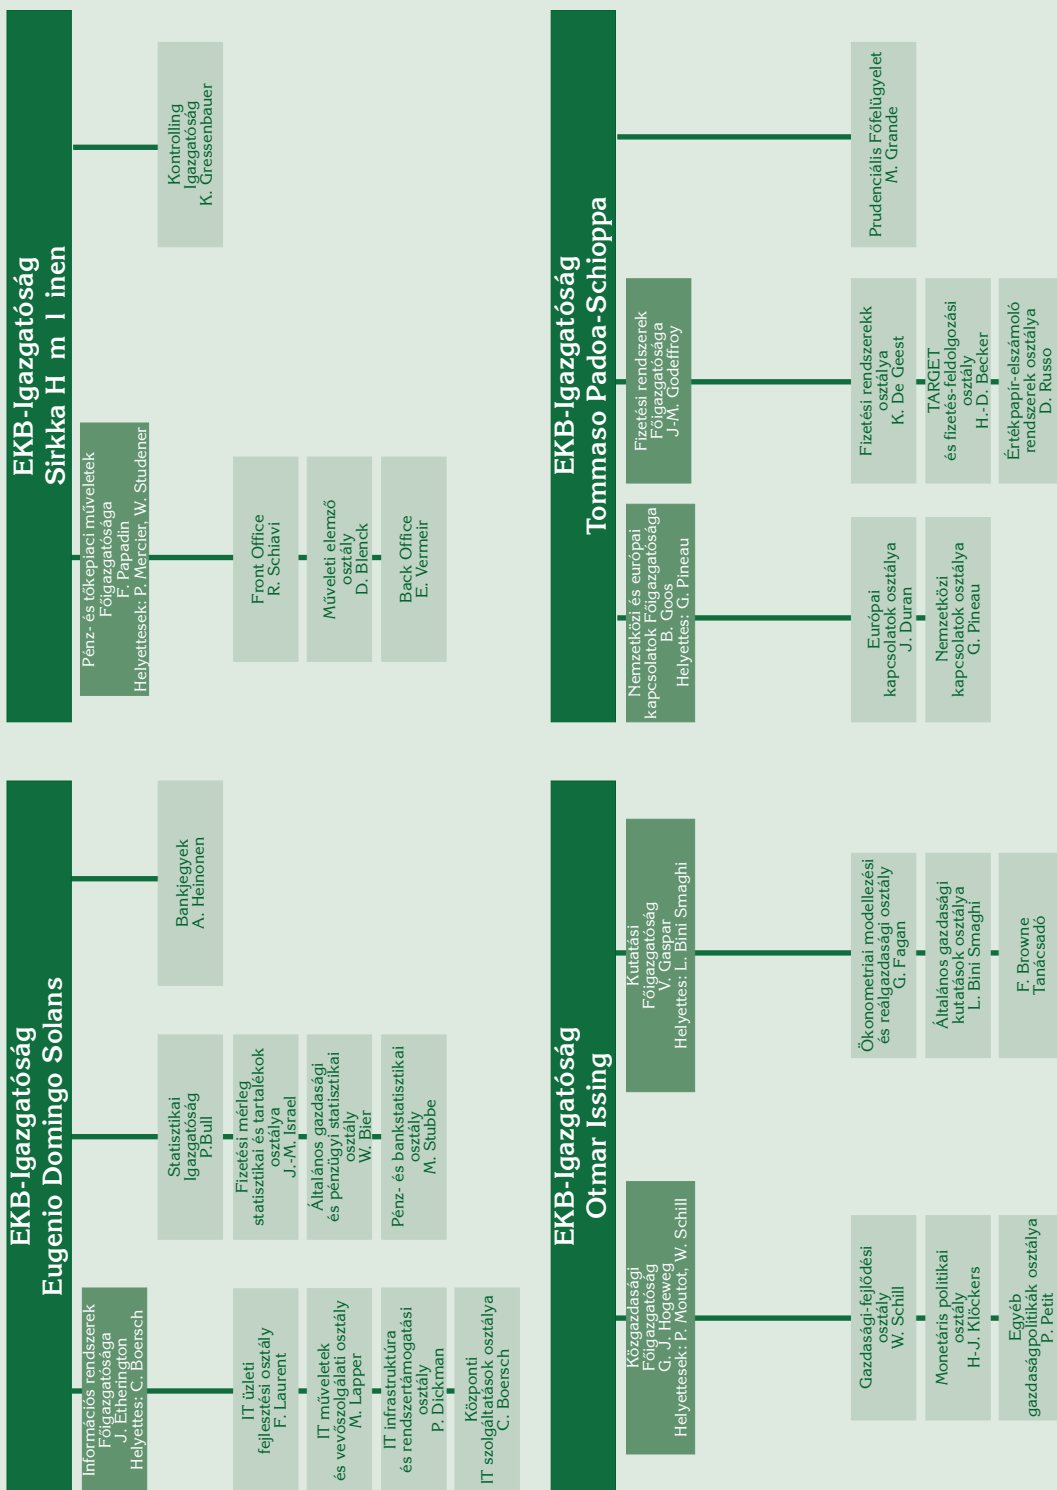 EKB-Igazgatóság
Eugenio Domingo Solans
Információs rendszerek
Főigazgatósága
J. Etherington
Helyettes: C. Boersch
IT üzleti
fejlesztési osztály
F. Laurent
IT műveletek
és vevőszolgálati osztály
M. Lapper
IT infrastruktúra
és rendszertámogatási
osztály
P. Dickman
Központi
IT szolgáltatások osztálya
C. Boersch
Statisztikai
Igazgatóság
P.Bull
Fizetési mérleg
statisztikai és tartalékok
osztálya
J.-M. Israel
Általános gazdasági
és pénzügyi statisztikai
osztály
W. Bier
Pénz- és bankstatisztikai
osztály
M. Stubbe
Bankjegyek
A. Heinonen
EKB-Igazgatóság
Sirkka H m l inen
Pénz- és tőkepiaci műveletek
Főigazgatósága
F. Papadin
Helyettesek: P. Mercier, W. Studener
Front Office
R. Schiavi
Műveleti elemző
osztály
D. Blenck
Back Office
E. Vermeir
Kontrolling
Igazgatóság
K. Gressenbauer
EKB-Igazgatóság
Otmar Issing
Közgazdasági
Főigazgatóság
G. J. Hogeweg
Helyettesek: P. Moutot, W. Schill
Gazdasági-fejlődési
osztály
W. Schill
Monetáris politikai
osztály
H-J. Klöckers
Egyéb
gazdaságpolitikák osztálya
P. Petit
Kutatási
Főigazgatóság
V. Gaspar
Helyettes: L. Bini Smaghi
Ökonometriai modellezési
és reálgazdasági osztály
G. Fagan
Általános gazdasági
kutatások osztálya
L. Bini Smaghi
F. Browne
Tanácsadó
EKB-Igazgatóság
Tommaso Padoa-Schioppa
Nemzetközi és európai
kapcsolatok Főigazgatósága
B. Goos
Helyettes: G. Pineau
Európai
kapcsolatok osztálya
J. Duran
Nemzetközi
kapcsolatok osztálya
G. Pineau
Fizetési rendszerek
Főigazgatósága
J-M. Godeffroy
Fizetési rendszerekk
osztálya
K. De Geest
TARGET
és fizetés-feldolgozási
osztály
H.-D. Becker
Értékpapír-elszámoló
rendszerek osztálya
D. Russo
Prudenciális Főfelügyelet
M. Grande